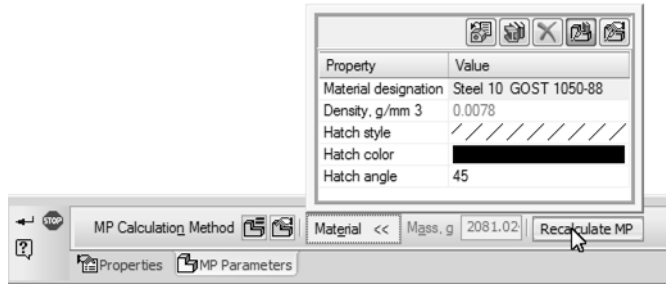 Property Value
Material designation Steel 10 GOST 1050-88
Density, g/mm 3 0.0078
Hatch style
Hatch color
Hatch angle 45
STOP MP Calculation Method Material << Mass, g 2081.02 Recalculate MP
Properties MP Parameters